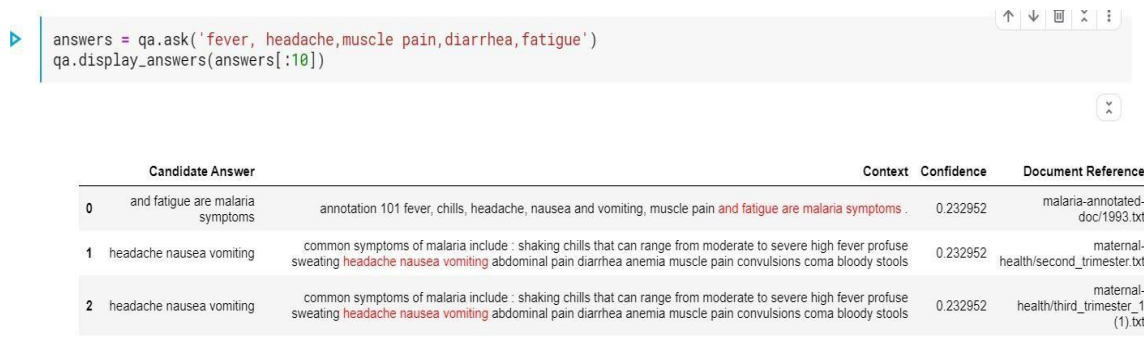 answers = qa.ask('fever, headache,muscle pain,diarrhea,fatigue')
qa.display_answers(answers[:10])
Candidate Answer Context Confidence Document Reference
0 and fatigue are malaria symptoms annotation 101 fever, chills, headache, nausea and vomiting, muscle pain and fatigue are malaria symptoms . 0.232952 malaria-annotated-doc/1993.txt
1 headache nausea vomiting common symptoms of malaria include : shaking chills that can range from moderate to severe high fever profuse sweating headache nausea vomiting abdominal pain diarrhea anemia muscle pain convulsions coma bloody stools 0.232952 maternal-health/second_trimester.txt
2 headache nausea vomiting common symptoms of malaria include : shaking chills that can range from moderate to severe high fever profuse sweating headache nausea vomiting abdominal pain diarrhea anemia muscle pain convulsions coma bloody stools 0.232952 maternal-health/third_trimester_1 (1).txt